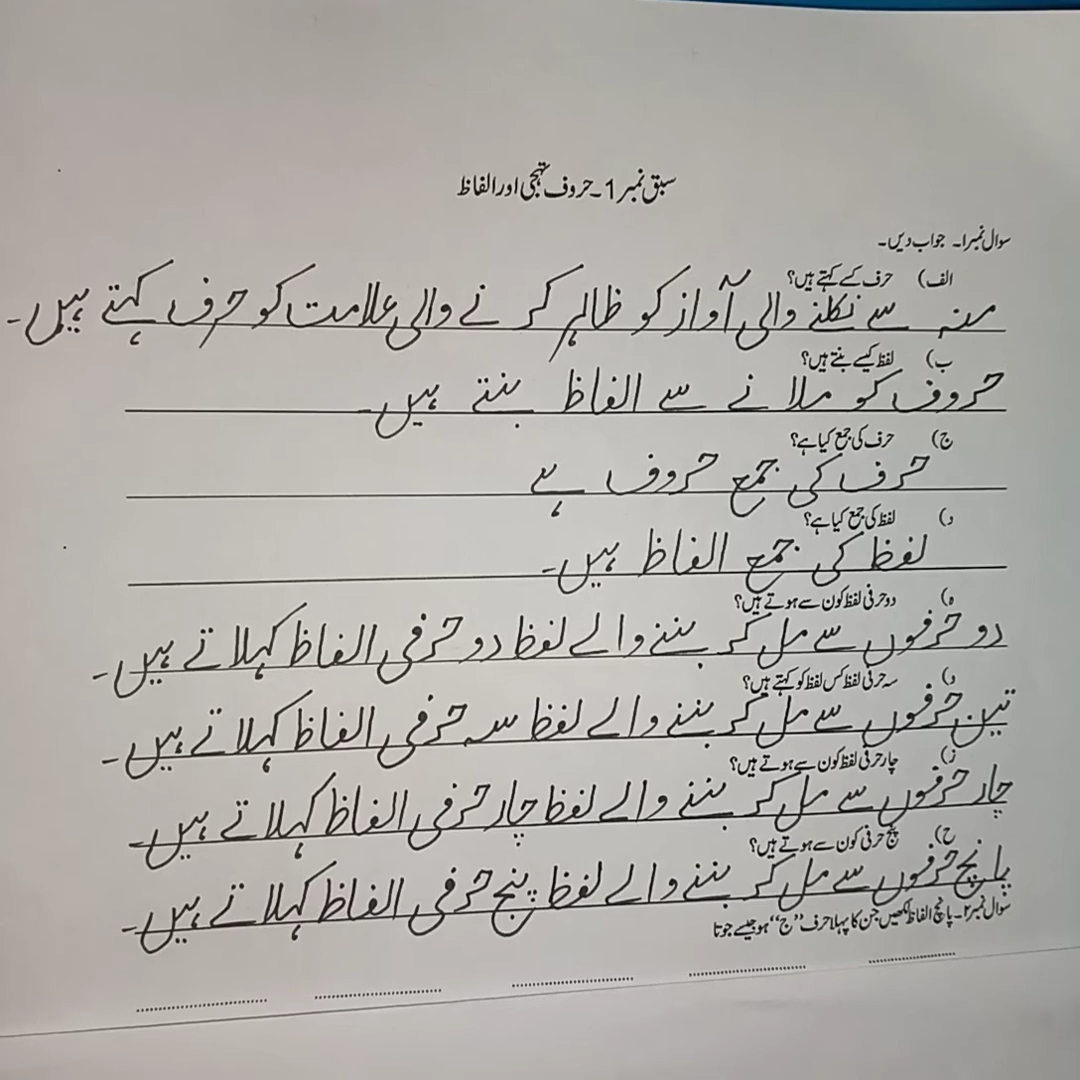 سبق نمبر 1۔ حروف تہجی اور الفاظ
سوال نمبر ۱۔ جواب دیں۔
الف) حرف کسے کہتے ہیں؟
منہ سے نکلنے والی آواز کو ظاہر کرنے والی علامت کو حرف کہتے ہیں۔
ب) لفظ کیسے بنتے ہیں؟
حروف کو ملانے سے الفاظ بنتے ہیں۔
ج) حرف کی جمع کیا ہے؟
حرف کی جمع حروف ہے
د) لفظ کی جمع کیا ہے؟
لفظ کی جمع الفاظ ہیں۔
ہ) دو حرفی لفظ کون سے ہوتے ہیں؟
دو حرفوں سے مل کر بننے والے لفظ دو حرفی الفاظ کہلاتے ہیں۔
و) سہ حرفی لفظ کس لفظ کو کہتے ہیں؟
تین حرفوں سے مل کر بننے والے لفظ سہ حرفی الفاظ کہلاتے ہیں۔
ز) چار حرفی لفظ کون سے ہوتے ہیں؟
چار حرفوں سے مل کر بننے والے لفظ چار حرفی الفاظ کہلاتے ہیں۔
ح) پنج حرفی کون سے ہوتے ہیں؟
پانچ حرفوں سے مل کر بننے والے لفظ پنج حرفی الفاظ کہلاتے ہیں۔
سوال نمبر ۲۔ پانچ الفاظ لکھیں جن کا پہلا حرف "ج" ہو جیسے جوتا